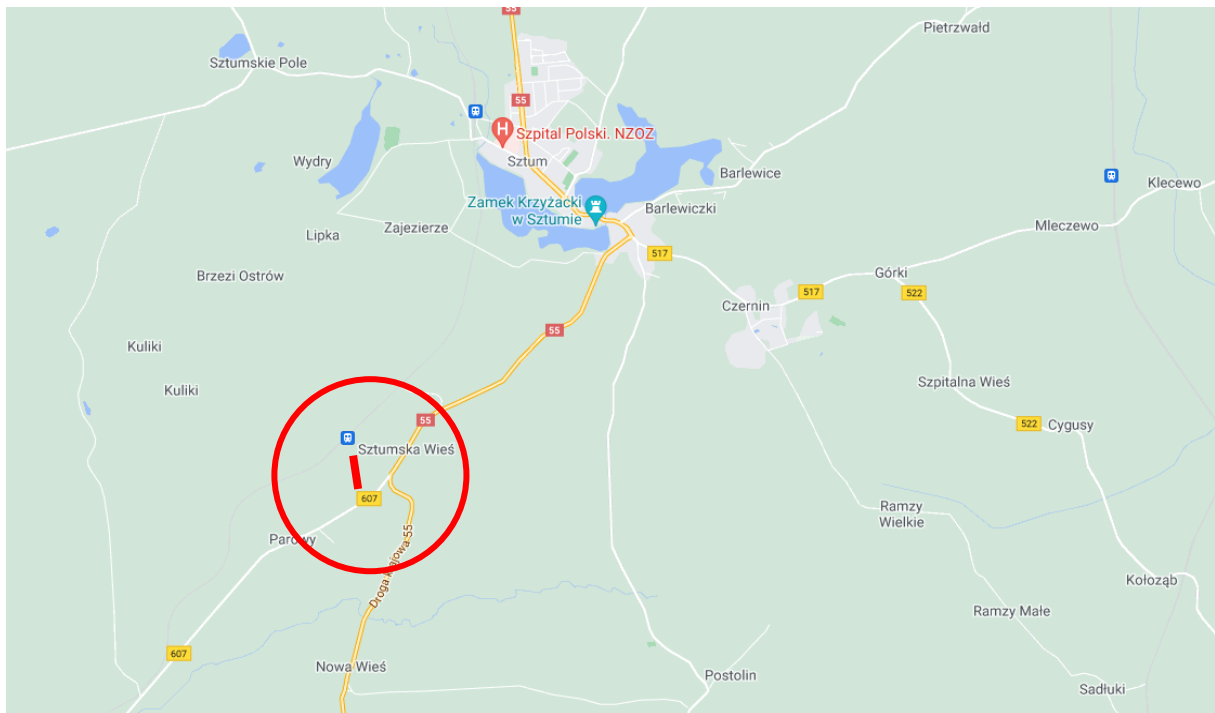 55
Pietrzwałd
Sztumskie Pole
55
Szpital Polski. NZOZ
H
Sztum
Wydry
Barlewice
Klecewo
Zamek Krzyżacki
w Sztumie
Barlewiczki
Zajezierze
Lipka
Mleczewo
517
Brzezi Ostrów
Górki
517
522
Czernin
55
Kuliki
Kuliki
Szpitalna Wieś
55
522
Cygusy
Sztumska Wieś
607
Ramzy
Wielkie
Parowy
Droga krajowa 55
Kołoząb
Ramzy Małe
607
Nowa Wieś
Postolin
Sadłuki